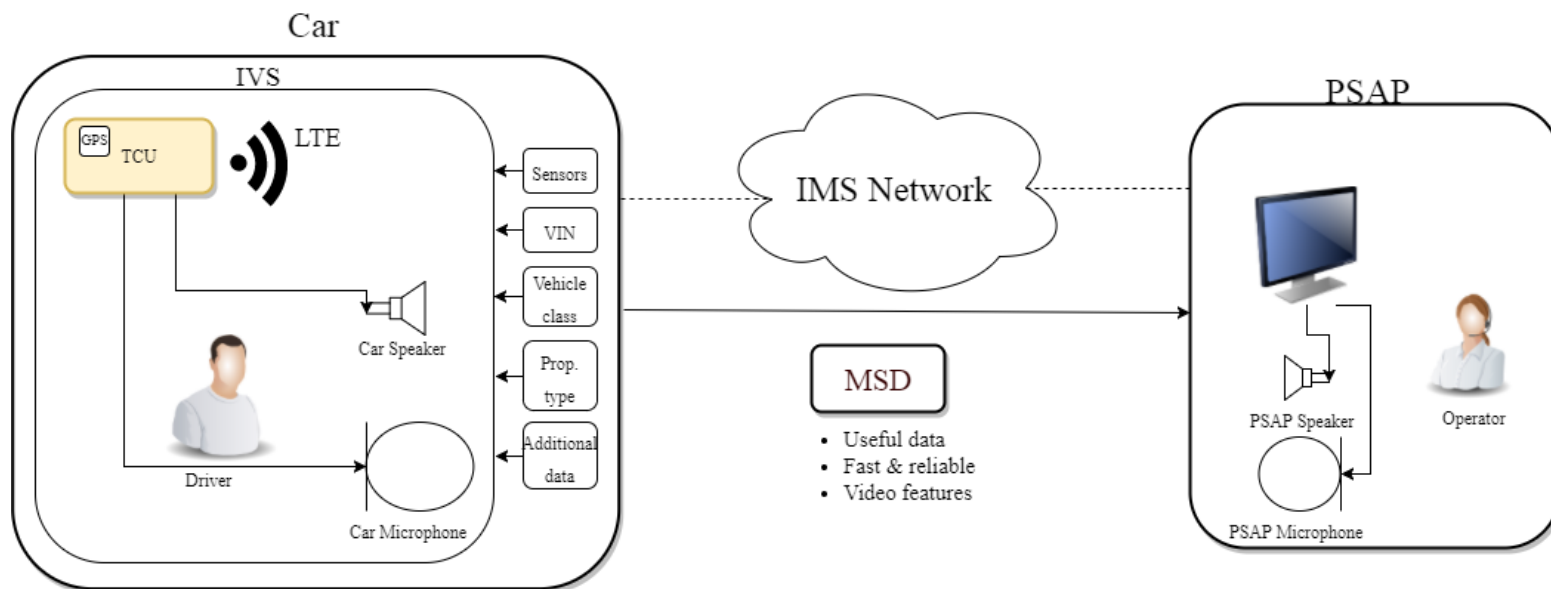 Car
IVS
GPS
TCU
LTE
Sensors
VIN
Vehicle
class
Prop.
type
Additional
data
Car Speaker
Driver
Car Microphone
IMS Network
MSD
• Useful data
• Fast & reliable
• Video features
PSAP
PSAP Speaker
Operator
PSAP Microphone